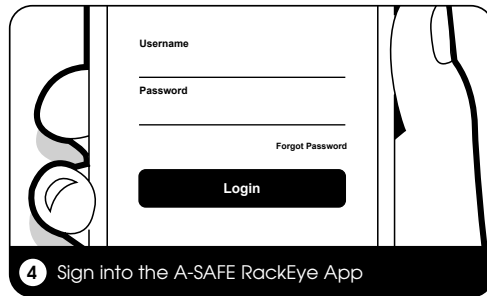 Username
Password
Forgot Password
Login
4 Sign into the A-SAFE RackEye App